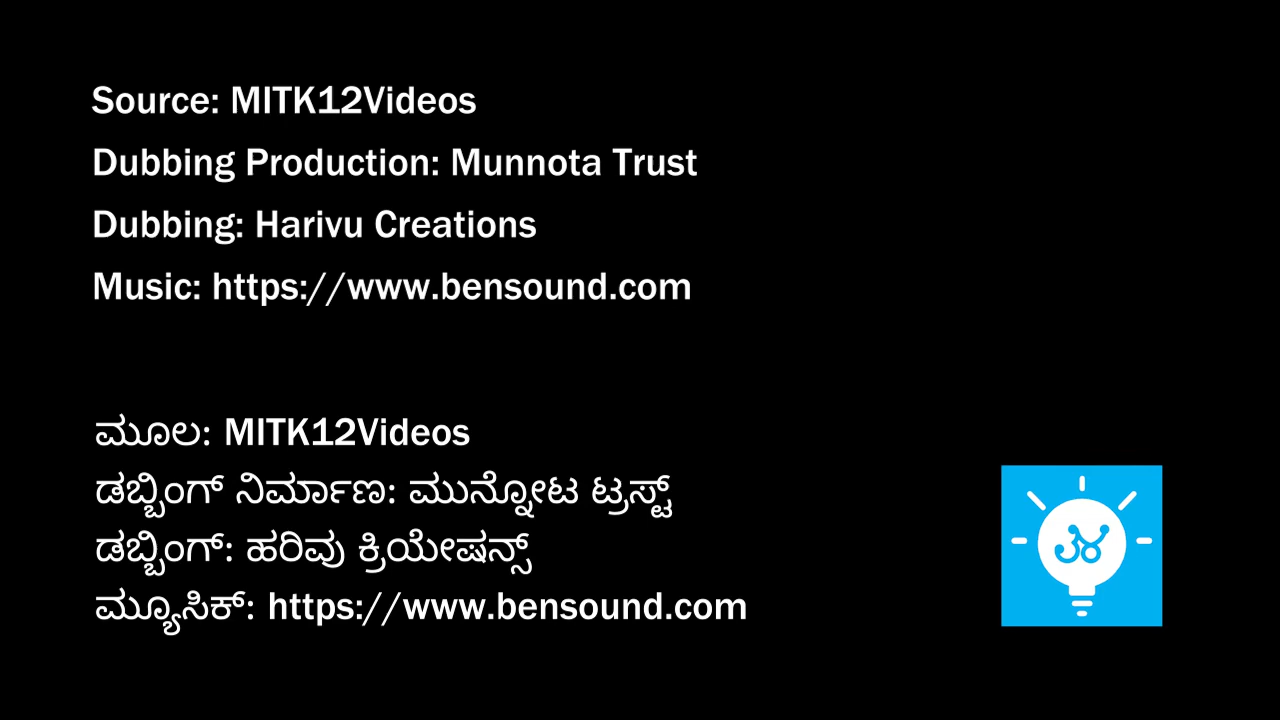 Source: MITK12Videos
Dubbing Production: Munnota Trust
Dubbing: Harivu Creations
Music: https://www.bensound.com
ಮೂಲ: MITK12Videos
ಡಬ್ಬಿಂಗ್ ನಿರ್ಮಾಣ: ಮುನ್ನೋಟ ಟ್ರಸ್ಟ್
ಡಬ್ಬಿಂಗ್: ಹರಿವು ಕ್ರಿಯೇಷನ್ಸ್
ಮ್ಯೂಸಿಕ್: https://www.bensound.com